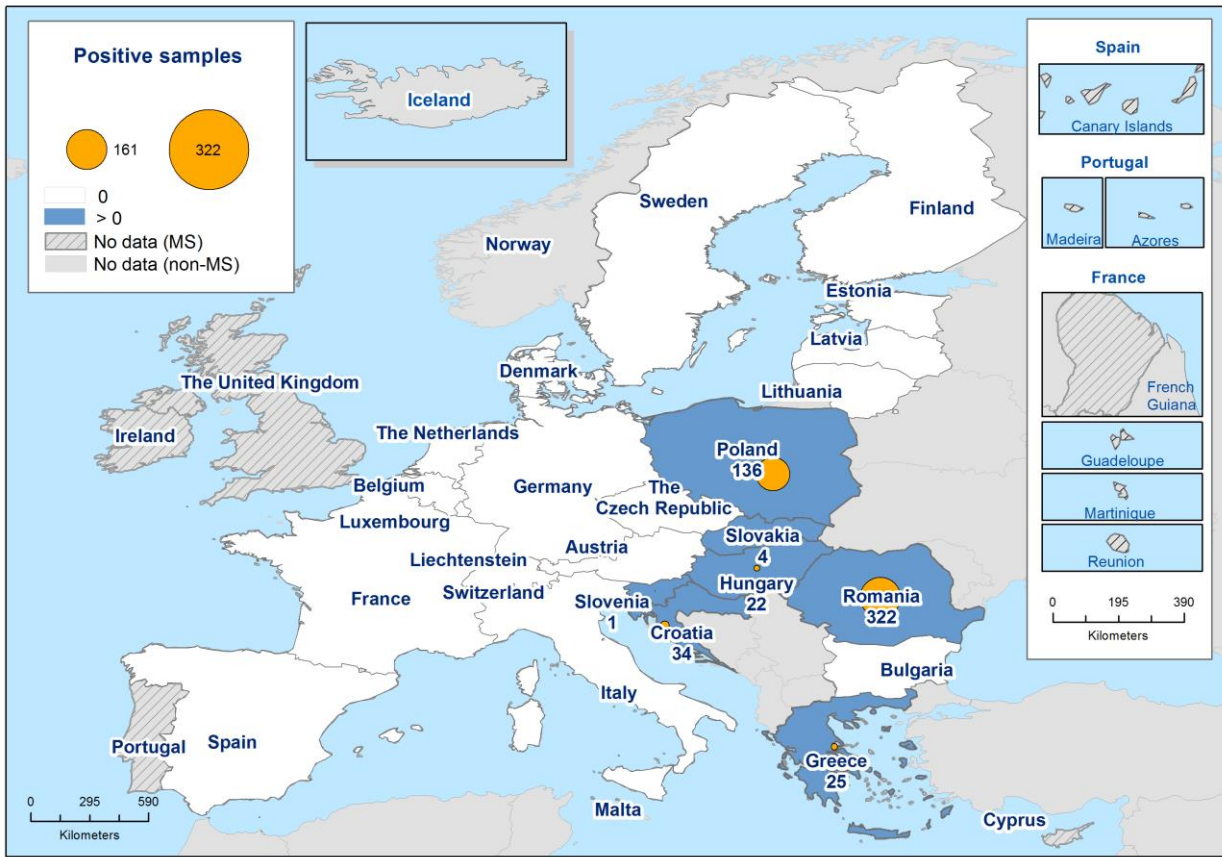 Positive samples
161
322
0
> 0
No data (MS)
No data (non-MS)
Iceland
Spain
Canary Islands
Portugal
Madeira
Azores
France
French
Guiana
Guadeloupe
Martinique
Reunion
0 195 390
Kilometers
Sweden
Finland
Norway
Estonia
Latvia
Denmark
Lithuania
The United Kingdom
Ireland
The Netherlands
Poland
136
Belgium
Germany
The
Czech Republic
Luxembourg
Slovakia
4
Liechtenstein
Austria
Hungary
22
Switzerland
France
Slovenia
1
Romania
322
Croatia
34
Bulgaria
Italy
Portugal
Spain
Greece
25
Malta
Cyprus
0 295 590
Kilometers